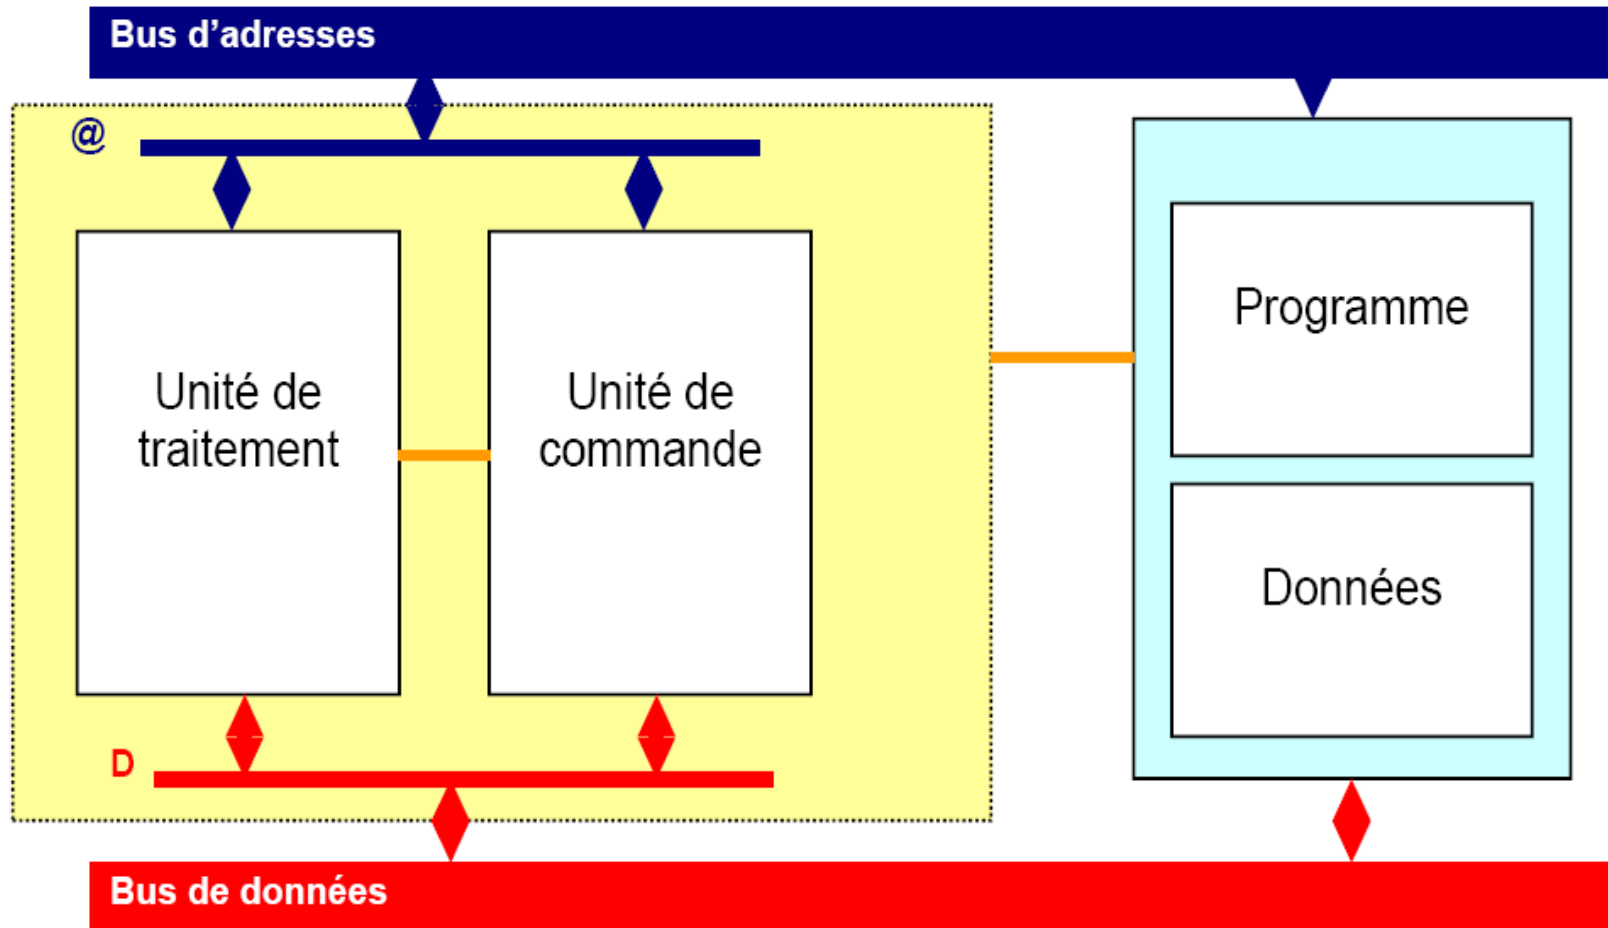 Bus d’adresses
@
Unité de
traitement
Unité de
commande
Programme
Données
D
Bus de données